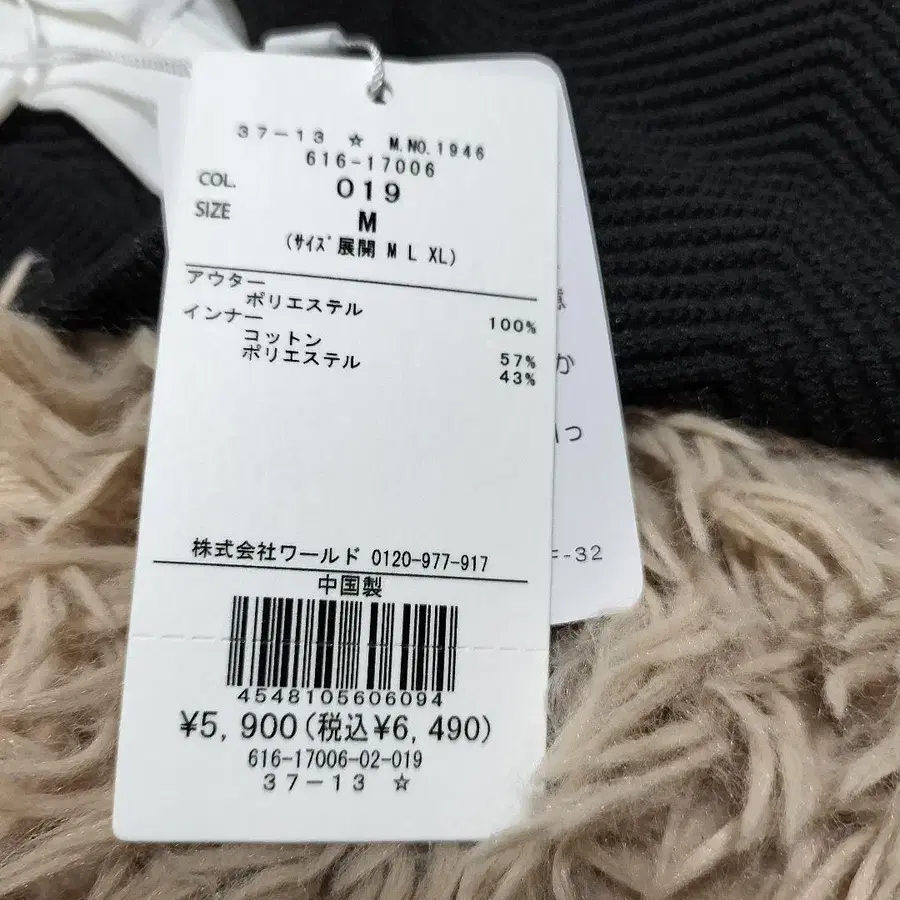 37-13 ☆ M.NO.1946
616-17006
COL. 019
SIZE M
(ｻｲｽﾞ 展開 M L XL)
アウター
ポリエステル 100%
インナー
コットン 57%
ポリエステル 43%
株式会社ワールド 0120-977-917
中国製
4548105606094
¥5,900(税込¥6,490)
616-17006-02-019
37-13 ☆
か
つ
-32